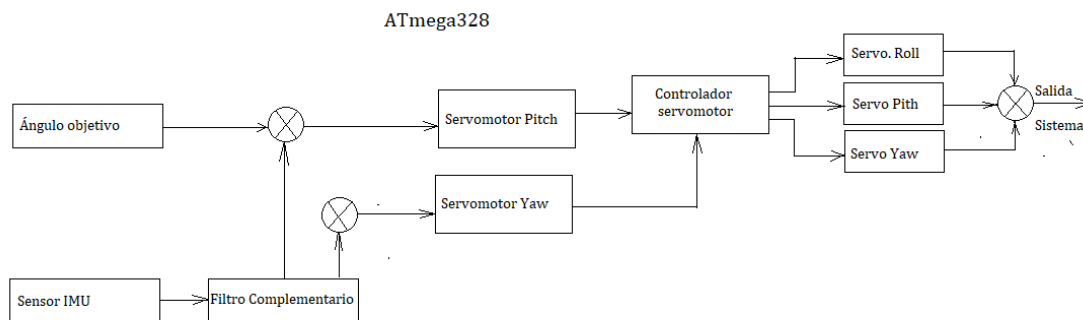 ATmega328
Ángulo objetivo
Servomotor Pitch
Controlador
servomotor
Servo. Roll
Servo Pith
Servo Yaw
Salida
Sistema
Servomotor Yaw
Sensor IMU
Filtro Complementario